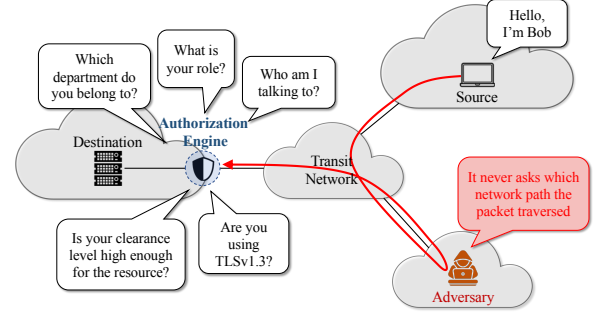 Hello,
I'm Bob
What is
your role?
Which
department do
you belong to?
Who am I
talking to?
Source
Authorization
Engine
Destination
Transit
Network
It never asks which
network path the
packet traversed
Is your clearance
level high enough
for the resource?
Are you
using
TLSv1.3?
Adversary